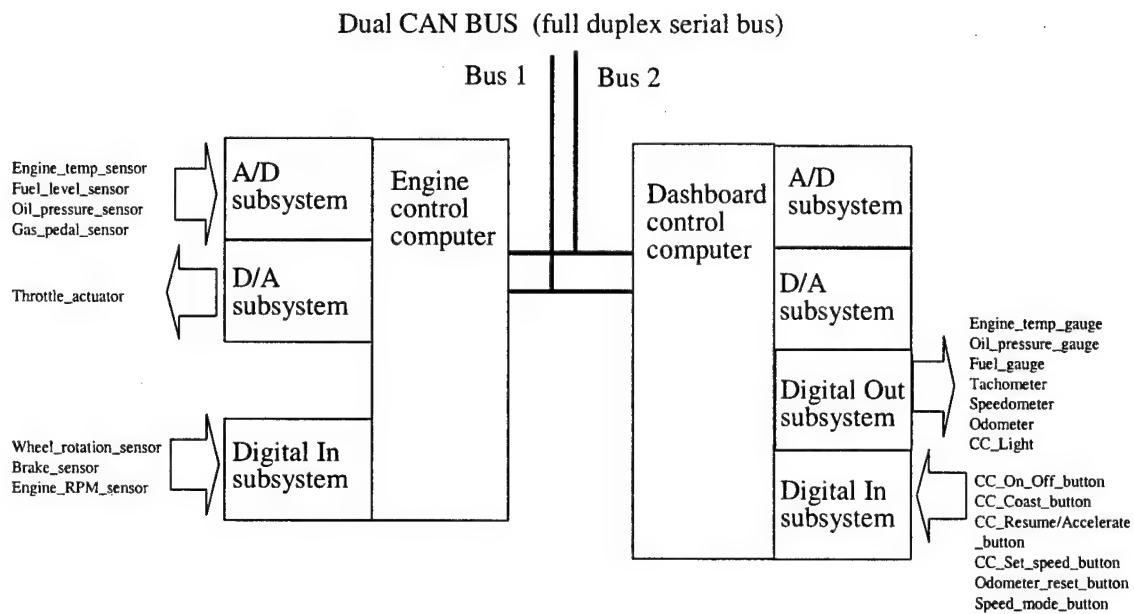 Dual CAN BUS (full duplex serial bus)
Bus 1
Bus 2
Engine_temp_sensor
Fuel_level_sensor
Oil_pressure_sensor
Gas_pedal_sensor
A/D
subsystem
Engine
control
computer
Throttle_actuator
D/A
subsystem
Wheel_rotation_sensor
Brake_sensor
Engine_RPM_sensor
Digital In
subsystem
Dashboard
control
computer
A/D
subsystem
D/A
subsystem
Digital Out
subsystem
Engine_temp_gauge
Oil_pressure_gauge
Fuel_gauge
Tachometer
Speedometer
Odometer
CC_Light
Digital In
subsystem
CC_On_Off_button
CC_Coast_button
CC_Resume/Accelerate
_button
CC_Set_speed_button
Odometer_reset_button
Speed_mode_button